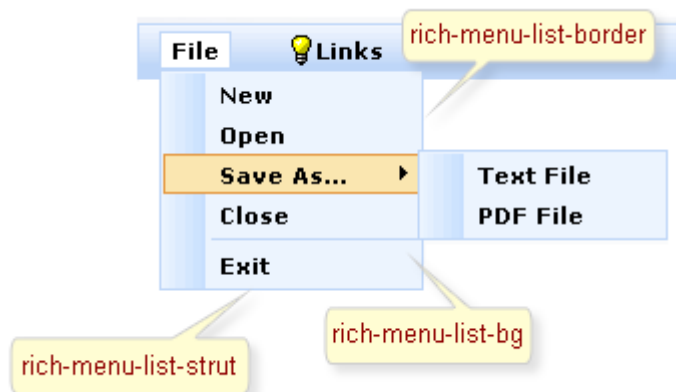 File Links rich-menu-list-border
New
Open
Save As... Text File
Close PDF File
Exit
rich-menu-list-bg
rich-menu-list-strut